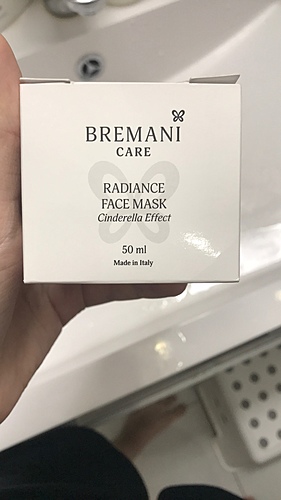 BREMANI
CARE
RADIANCE
FACE MASK
Cinderella Effect
50 ml
Made in Italy